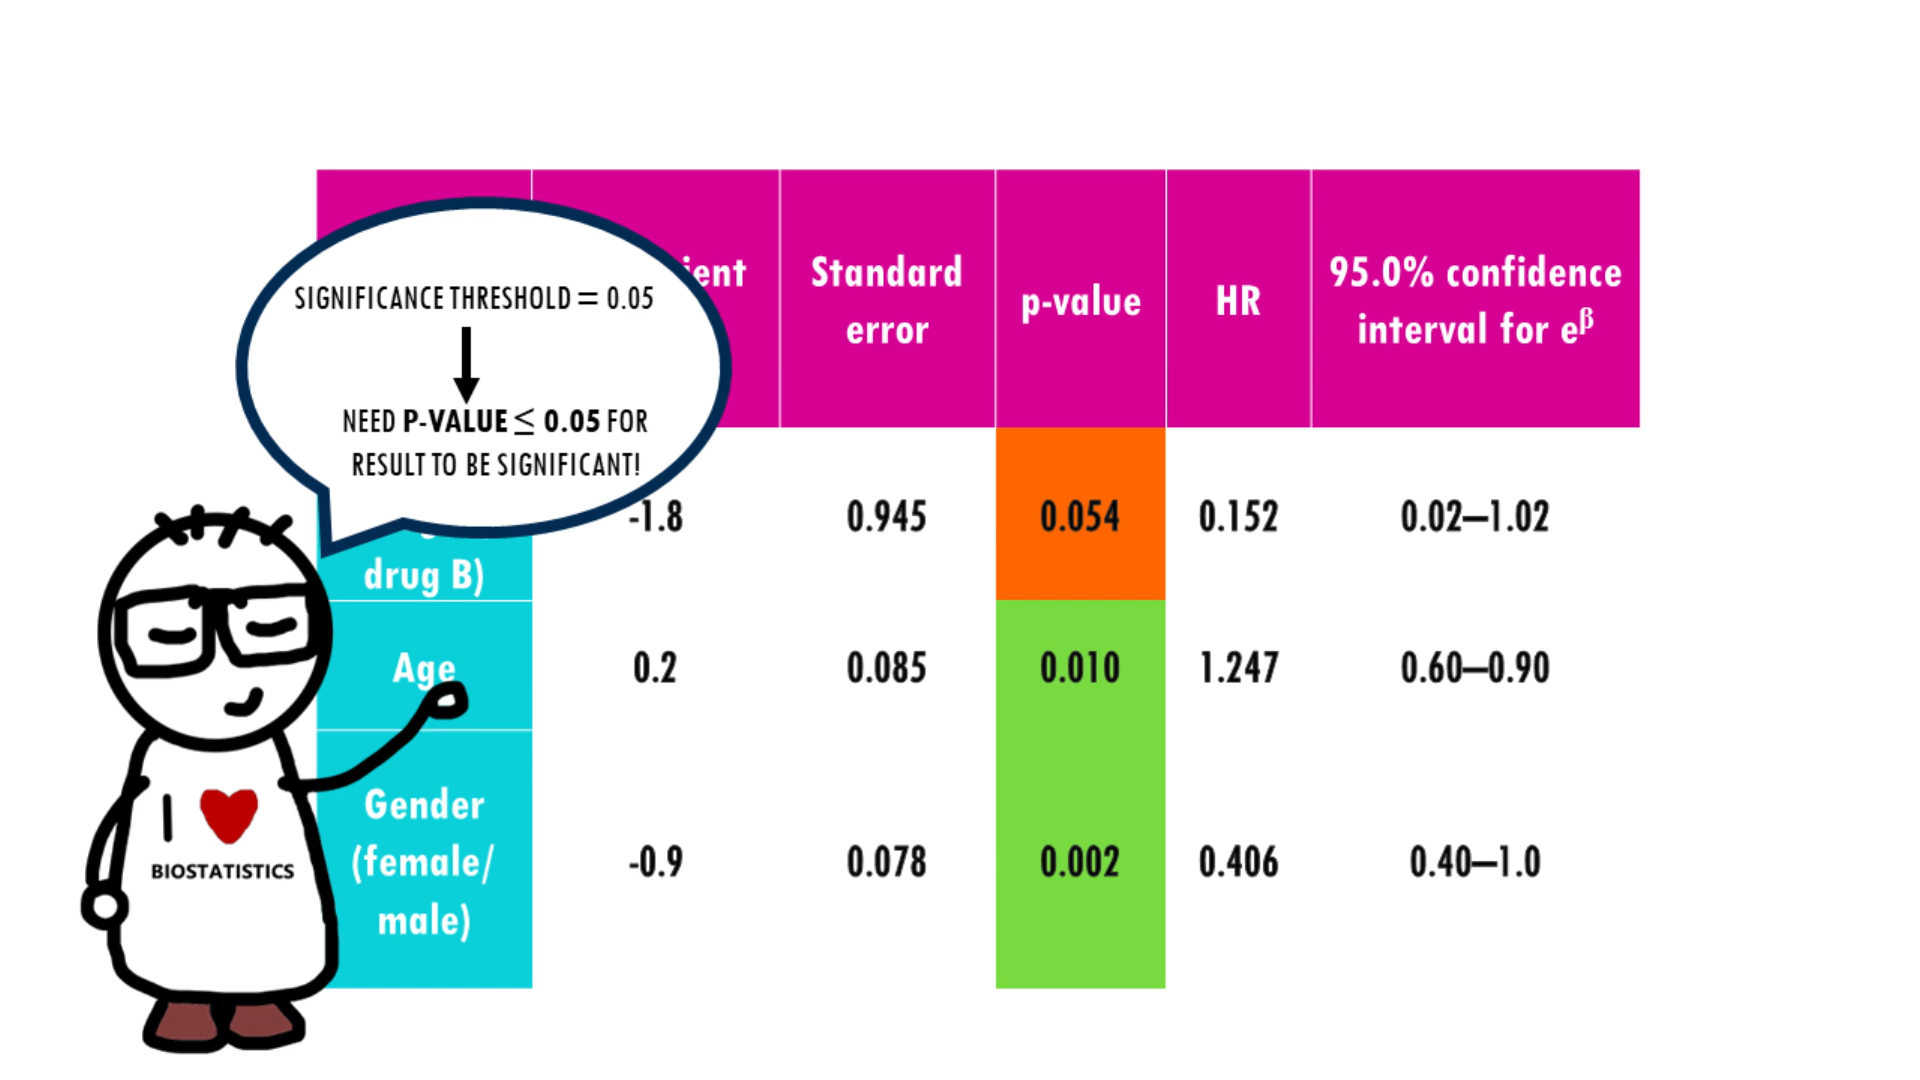 SIGNIFICANCE THRESHOLD = 0.05
NEED P-VALUE ≤ 0.05 FOR
RESULT TO BE SIGNIFICANT!
Standard
error
p-value
HR
95.0% confidence
interval for e^β
drug B)
-1.8
0.945
0.054
0.152
0.02–1.02
Age
0.2
0.085
0.010
1.247
0.60–0.90
Gender
(female/
male)
-0.9
0.078
0.002
0.406
0.40–1.0
I
BIOSTATISTICS